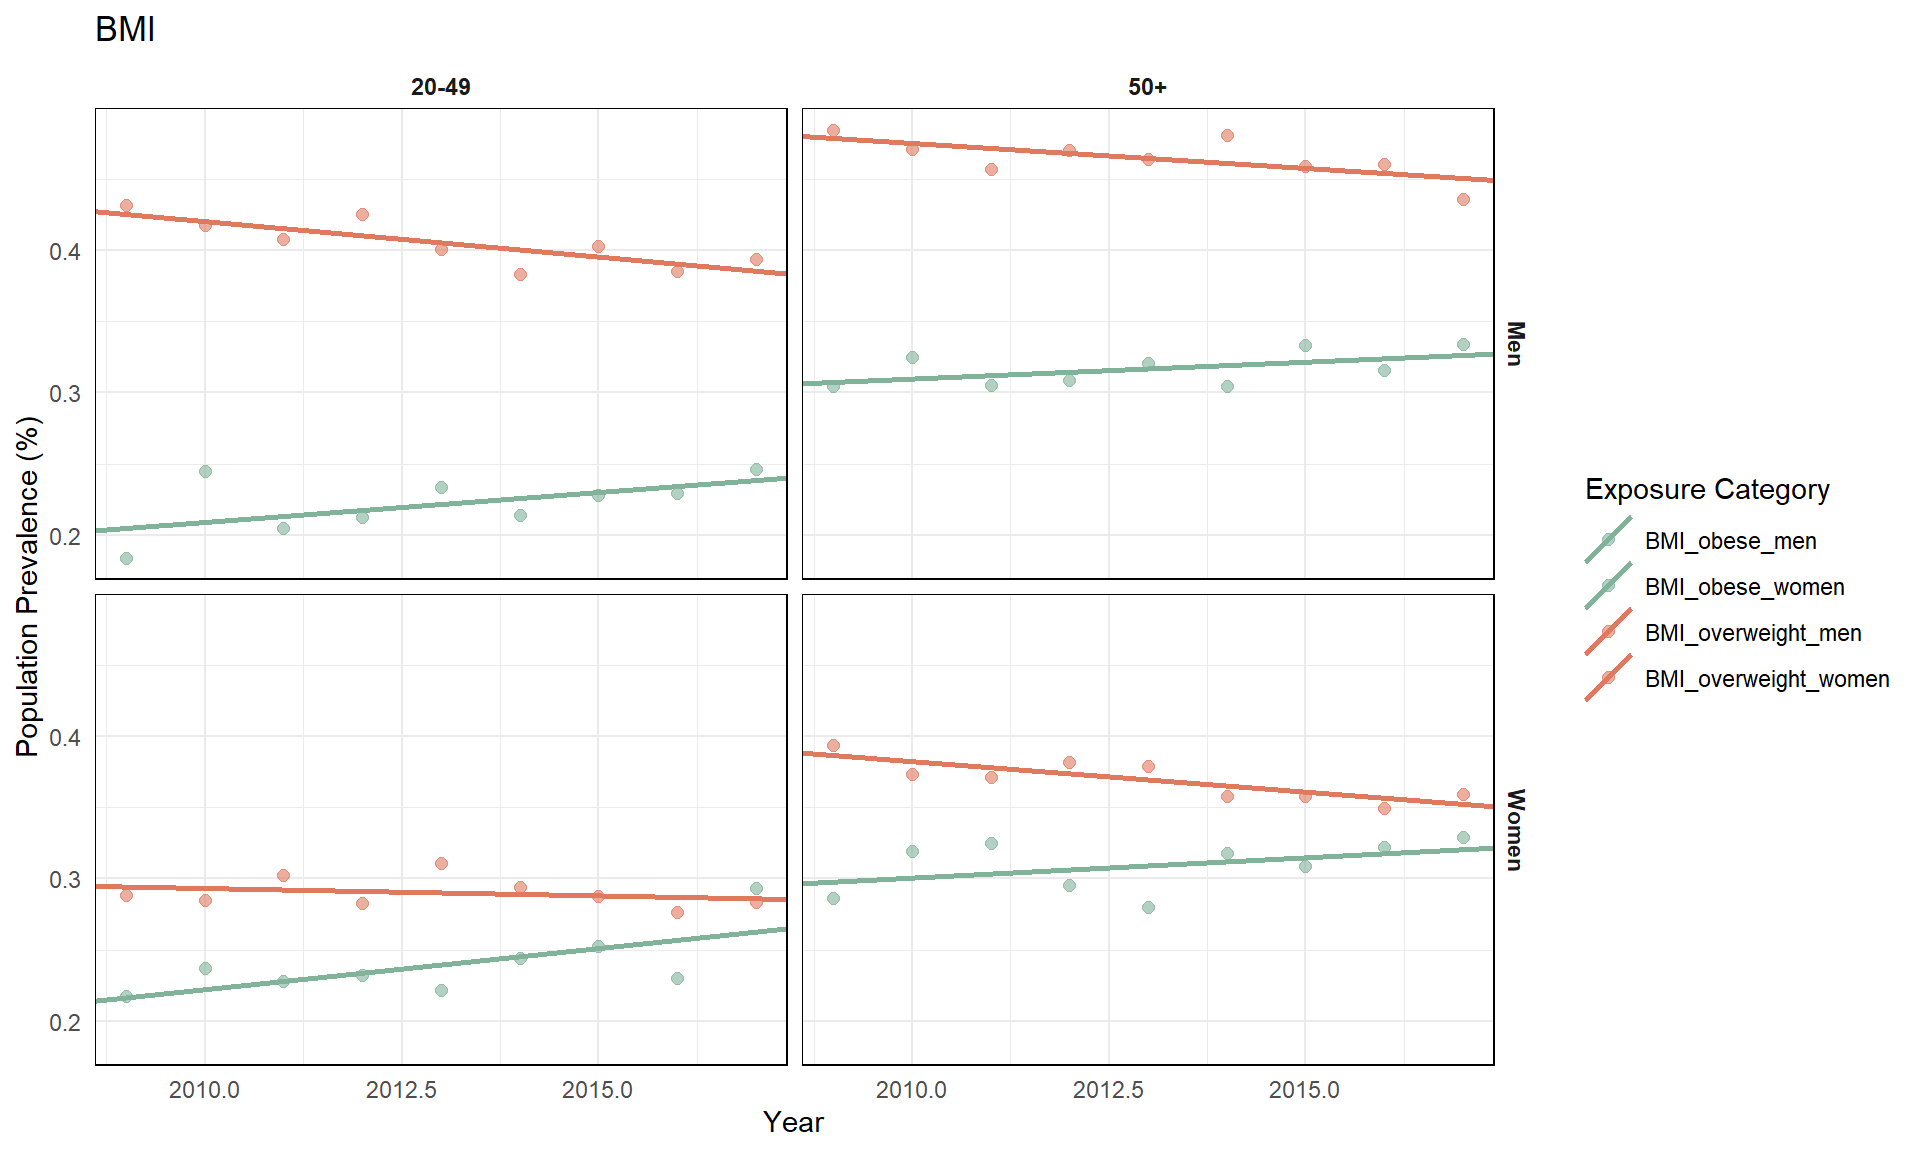 BMI
20-49
50+
0.4
0.3
0.2
Men
Population Prevalence (%)
0.4
0.3
0.2
Women
2010.0
2012.5
2015.0
2010.0
2012.5
2015.0
Year
Exposure Category
BMI_obese_men
BMI_obese_women
BMI_overweight_men
BMI_overweight_women